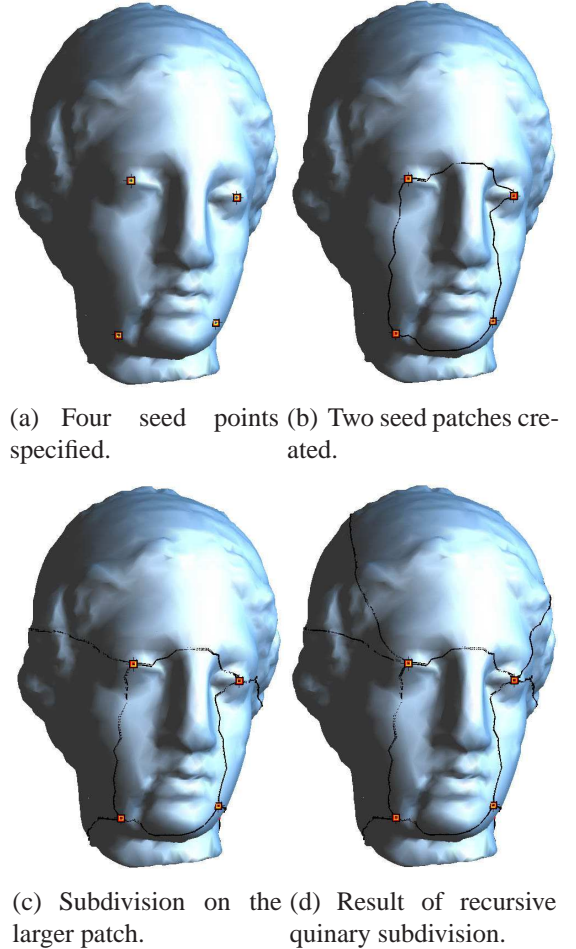 (a) Four seed points
specified.
(b) Two seed patches cre-
ated.
(c) Subdivision on the
larger patch.
(d) Result of recursive
quinary subdivision.